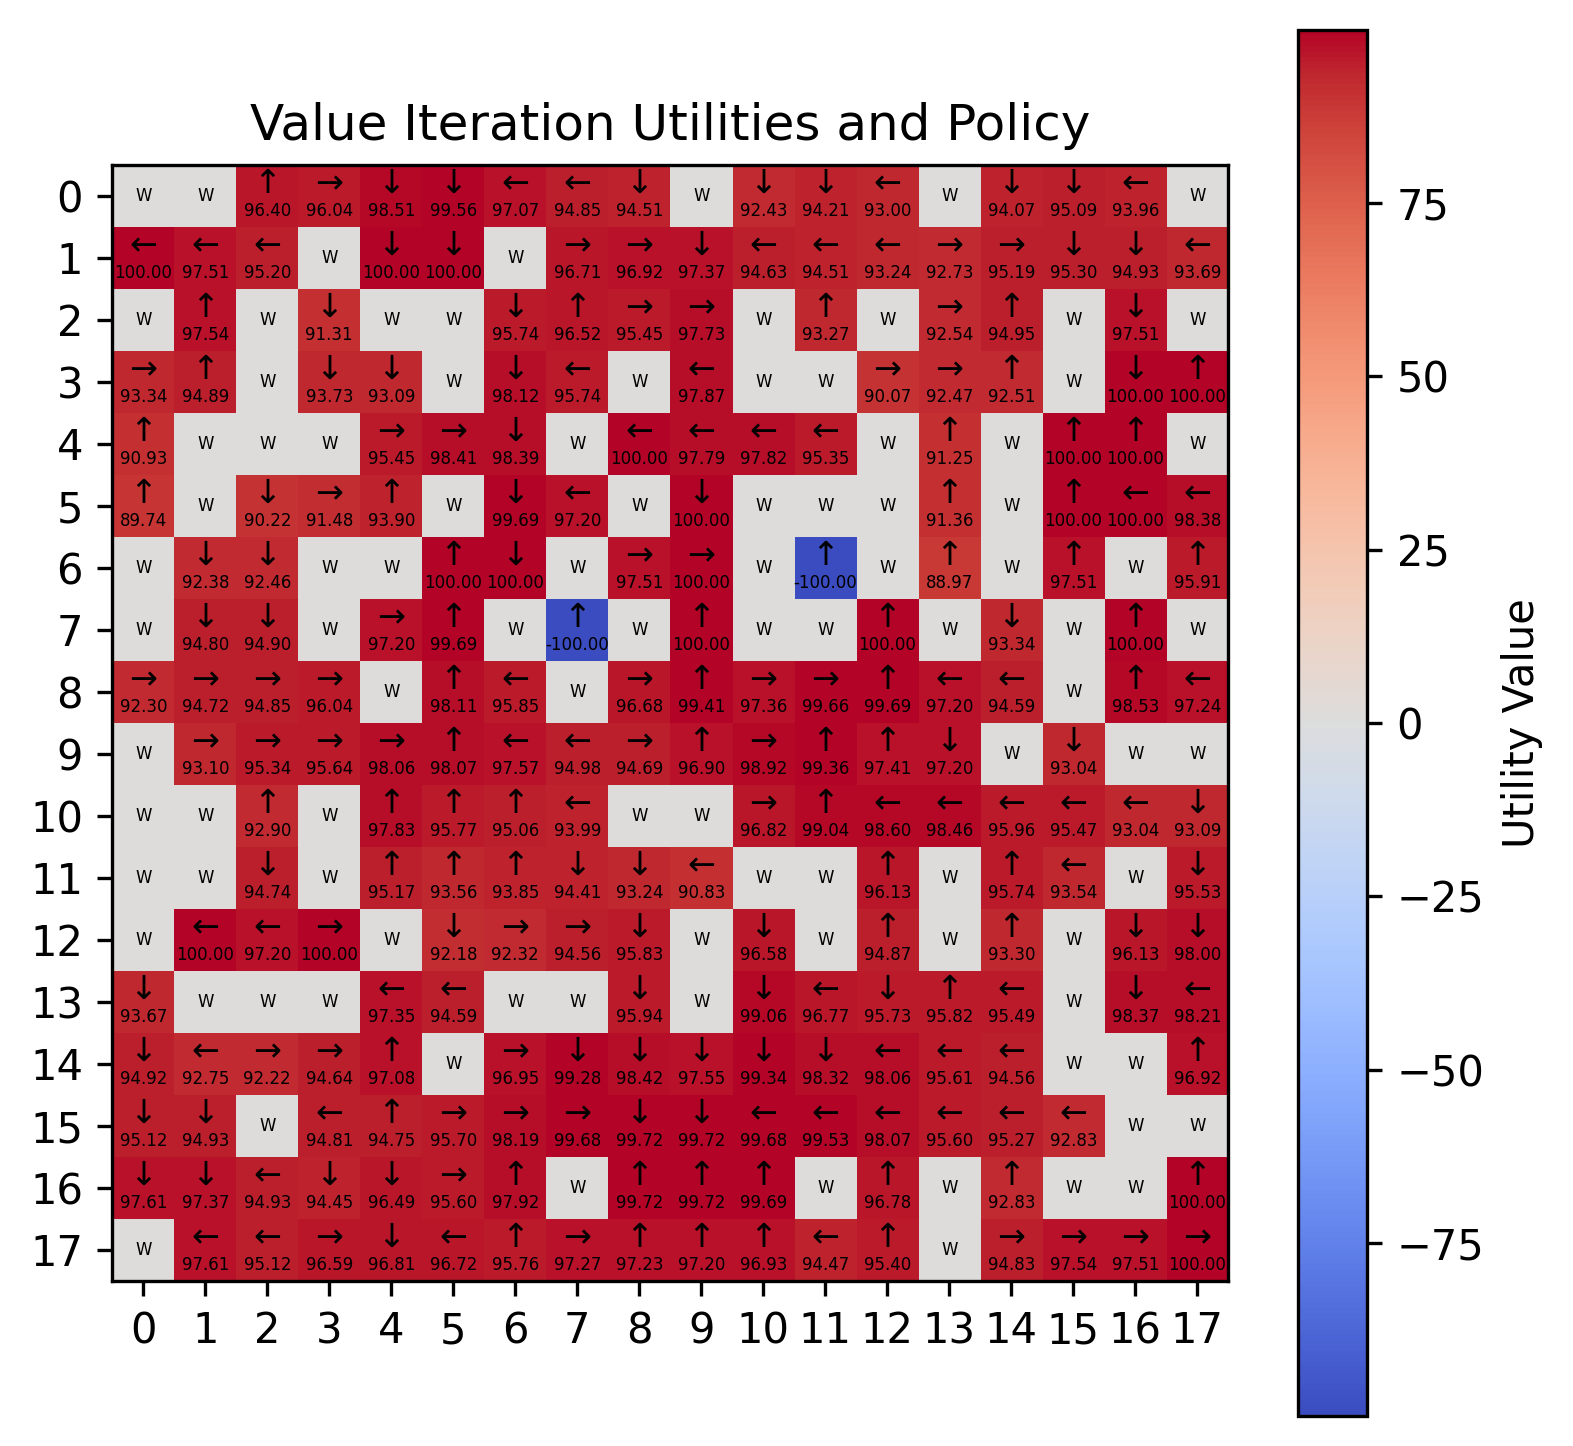 Value Iteration Utilities and Policy
0 W W ↑ → ↓ ↓ ← ← ↓ W ↓ ↓ ← W ↓ ↓ ← W
96.40 96.04 98.51 99.56 97.07 94.85 94.51 92.43 94.21 93.00 94.07 95.09 93.96
1 ← ← ← W ↓ ↓ W → → ↓ ← ← ← → → ↓ ↓ ←
100.00 97.51 95.20 100.00 100.00 96.71 96.92 97.37 94.63 94.51 93.24 92.73 95.19 95.30 94.93 93.69
2 W ↑ W ↓ W W ↓ ↑ → → W ↑ W → ↑ W ↓ W
97.54 91.31 95.74 96.52 95.45 97.73 93.27 92.54 94.95 97.51
3 → ↑ W ↓ ↓ W ↓ ← W ← W W → → ↑ W ↓ ↑
93.34 94.89 93.73 93.09 98.12 95.74 97.87 90.07 92.47 92.51 100.00 100.00
4 ↑ W W W → → ↓ W ← ← ← ← W ↑ W ↑ ↑ W
90.93 95.45 98.41 98.39 100.00 97.79 97.82 95.35 91.25 100.00 100.00
5 ↑ W ↓ → ↑ W ↓ ← W ↓ W W W ↑ W ↑ ← ←
89.74 90.22 91.48 93.90 99.69 97.20 100.00 91.36 100.00 100.00 98.38
6 W ↓ ↓ W W ↑ ↓ W → → W ↑ W ↑ W ↑ W ↑
92.38 92.46 100.00 100.00 97.51 100.00 -100.00 88.97 97.51 95.91
7 W ↓ ↓ W → ↑ W ↑ W ↑ W W ↑ W ↓ W ↑ W
94.80 94.90 97.20 99.69 -100.00 100.00 100.00 93.34 100.00
8 → → → → W ↑ ← W → ↑ → → ↑ ← ← W ↑ ←
92.30 94.72 94.85 96.04 98.11 95.85 96.68 99.41 97.36 99.66 99.69 97.20 94.59 98.53 97.24
9 W → → → → ↑ ← ← → ↑ → ↑ ↑ ↓ W ↓ W W
93.10 95.34 95.64 98.06 98.07 97.57 94.98 94.69 96.90 98.92 99.36 97.41 97.20 93.04
10 W W ↑ W ↑ ↑ ↑ ← W W → ↑ ← ← ← ← ← ↓
92.90 97.83 95.77 95.06 93.99 96.82 99.04 98.60 98.46 95.96 95.47 93.04 93.09
11 W W ↓ W ↑ ↑ ↑ ↓ ↓ ← W W ↑ W ↑ ← W ↓
94.74 95.17 93.56 93.85 94.41 93.24 90.83 96.13 95.74 93.54 95.53
12 W ← ← → W ↓ → → ↓ W ↓ W ↑ W ↑ W ↓ ↓
100.00 97.20 100.00 92.18 92.32 94.56 95.83 96.58 94.87 93.30 96.13 98.00
13 ↓ W W W ← ← W W ↓ W ↓ ← ↓ ↑ ← W ↓ ←
93.67 97.35 94.59 95.94 99.06 96.77 95.73 95.82 95.49 98.37 98.21
14 ↓ ← → → ↑ W → ↓ ↓ ↓ ↓ ↓ ← ← ← W W ↑
94.92 92.75 92.22 94.64 97.08 96.95 99.28 98.42 97.55 99.34 98.32 98.06 95.61 94.56 96.92
15 ↓ ↓ W ← ↑ → → → ↓ ↓ ← ← ← ← ← ← W W
95.12 94.93 94.81 94.75 95.70 98.19 99.68 99.72 99.72 99.68 99.53 98.07 95.60 95.27 92.83
16 ↓ ↓ ← ↓ ↓ → ↑ W ↑ ↑ ↑ W ↑ W ↑ W W ↑
97.61 97.37 94.93 94.45 96.49 95.60 97.92 99.72 99.72 99.69 96.78 92.83 100.00
17 W ← ← → ↓ ← ↑ → ↑ ↑ ↑ ← ↑ W → → → →
97.61 95.12 96.59 96.81 96.72 95.76 97.27 97.23 97.20 96.93 94.47 95.40 94.83 97.54 97.51 100.00
0 1 2 3 4 5 6 7 8 9 10 11 12 13 14 15 16 17
75
50
25
0
−25
−50
−75
Utility Value